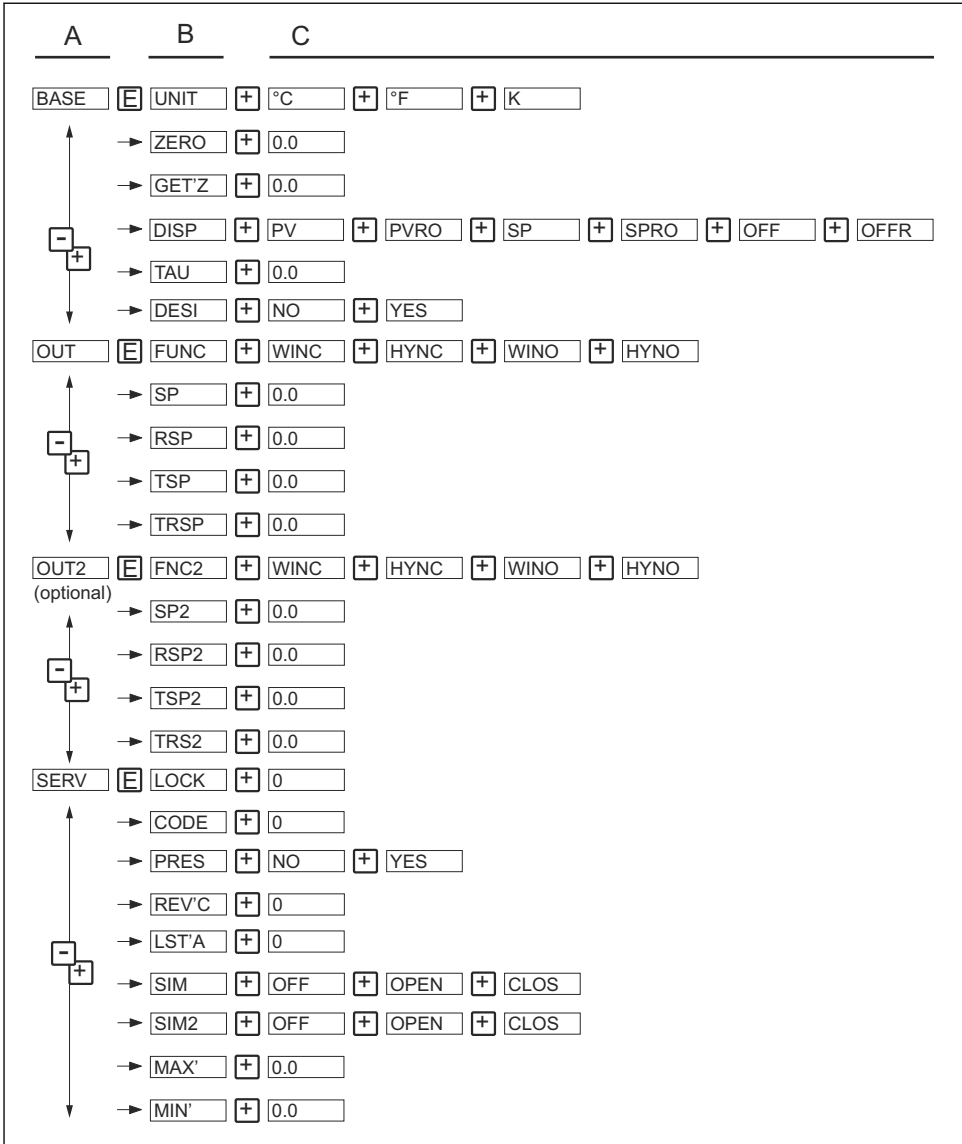 A B C
BASE E UNIT + °C + °F + K
ZERO + 0.0
GET'Z + 0.0
DISP + PV + PVRO + SP + SPRO + OFF + OFFR
- +
TAU + 0.0
DESI + NO + YES
OUT E FUNC + WINC + HYNC + WINO + HYNO
SP + 0.0
- + RSP + 0.0
TSP + 0.0
TRSP + 0.0
OUT2 E FNC2 + WINC + HYNC + WINO + HYNO
(optional)
SP2 + 0.0
- + RSP2 + 0.0
TSP2 + 0.0
TRS2 + 0.0
SERV E LOCK + 0
CODE + 0
PRES + NO + YES
REV'C + 0
LST'A + 0
- +
SIM + OFF + OPEN + CLOS
SIM2 + OFF + OPEN + CLOS
MAX' + 0.0
MIN' + 0.0